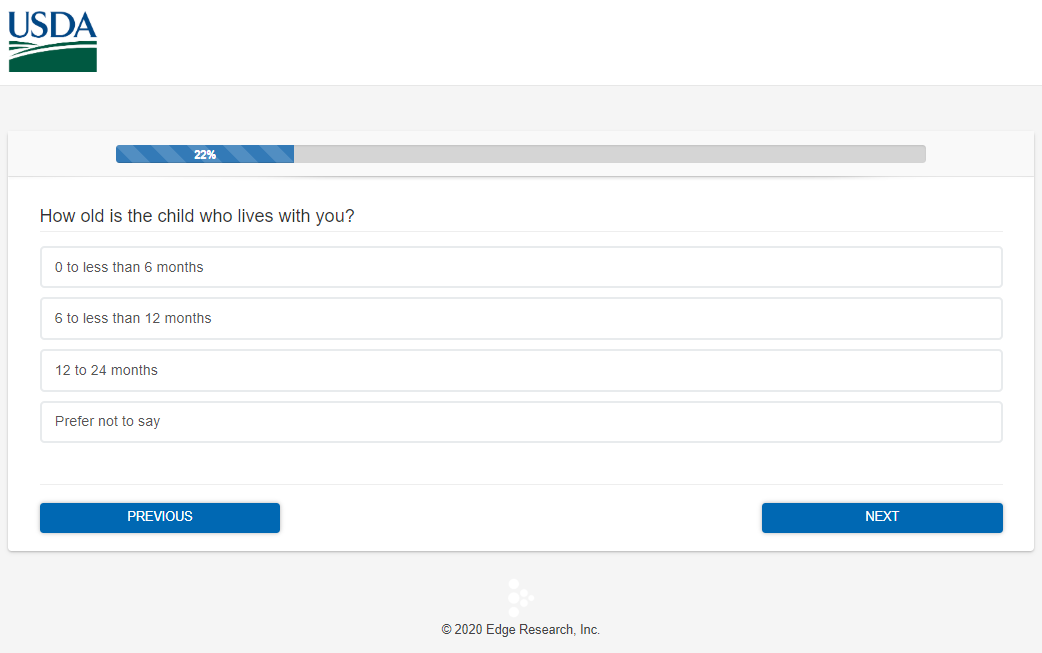 USDA
22%
How old is the child who lives with you?
0 to less than 6 months
6 to less than 12 months
12 to 24 months
Prefer not to say
PREVIOUS
NEXT
© 2020 Edge Research, Inc.